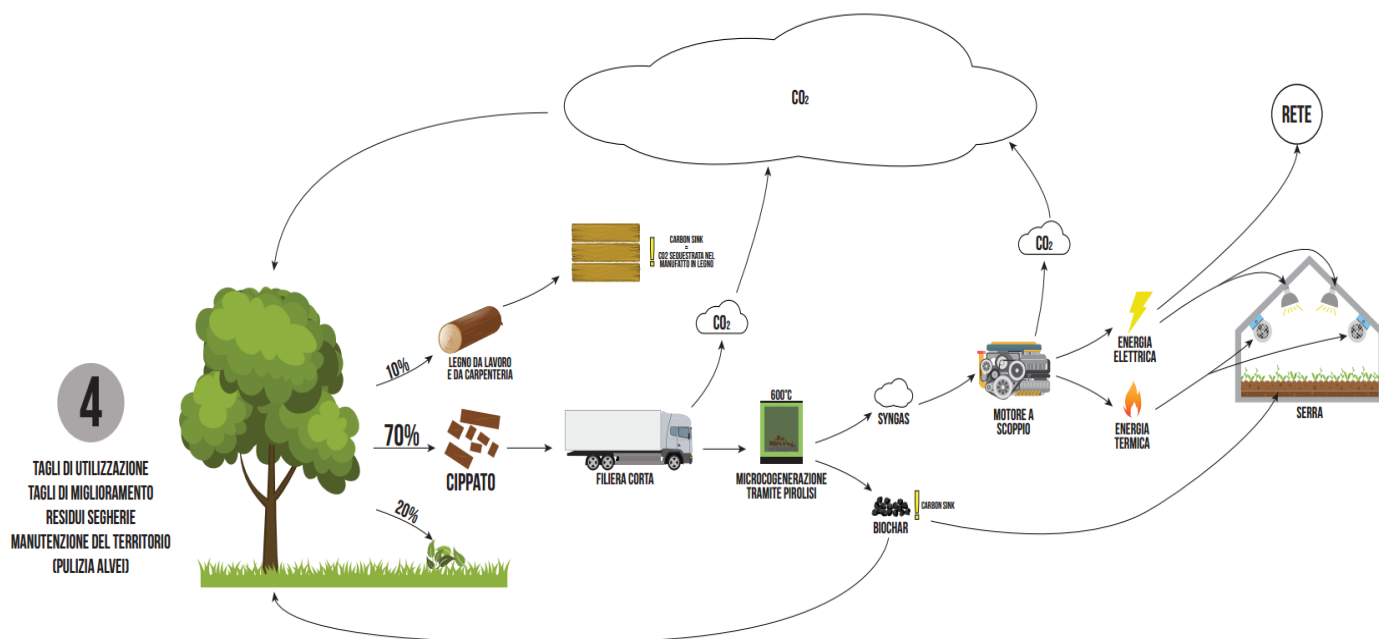 CO₂
RETE
CARBON SINK
=
CO2 SEQUESTRATA NEL
MANUFATTO IN LEGNO
CO₂
CO₂
10%
LEGNO DA LAVORO
E DA CARPENTERIA
ENERGIA
ELETTRICA
4
TAGLI DI UTILIZZAZIONE
TAGLI DI MIGLIORAMENTO
RESIDUI SEGHERIE
MANUTENZIONE DEL TERRITORIO
(PULIZIA ALVEI)
70%
CIPPATO
FILIERA CORTA
600°C
MICROCOGENERAZIONE
TRAMITE PIROLISI
SYNGAS
MOTORE A
SCOPPIO
ENERGIA
TERMICA
SERRA
20%
CARBON SINK
BIOCHAR